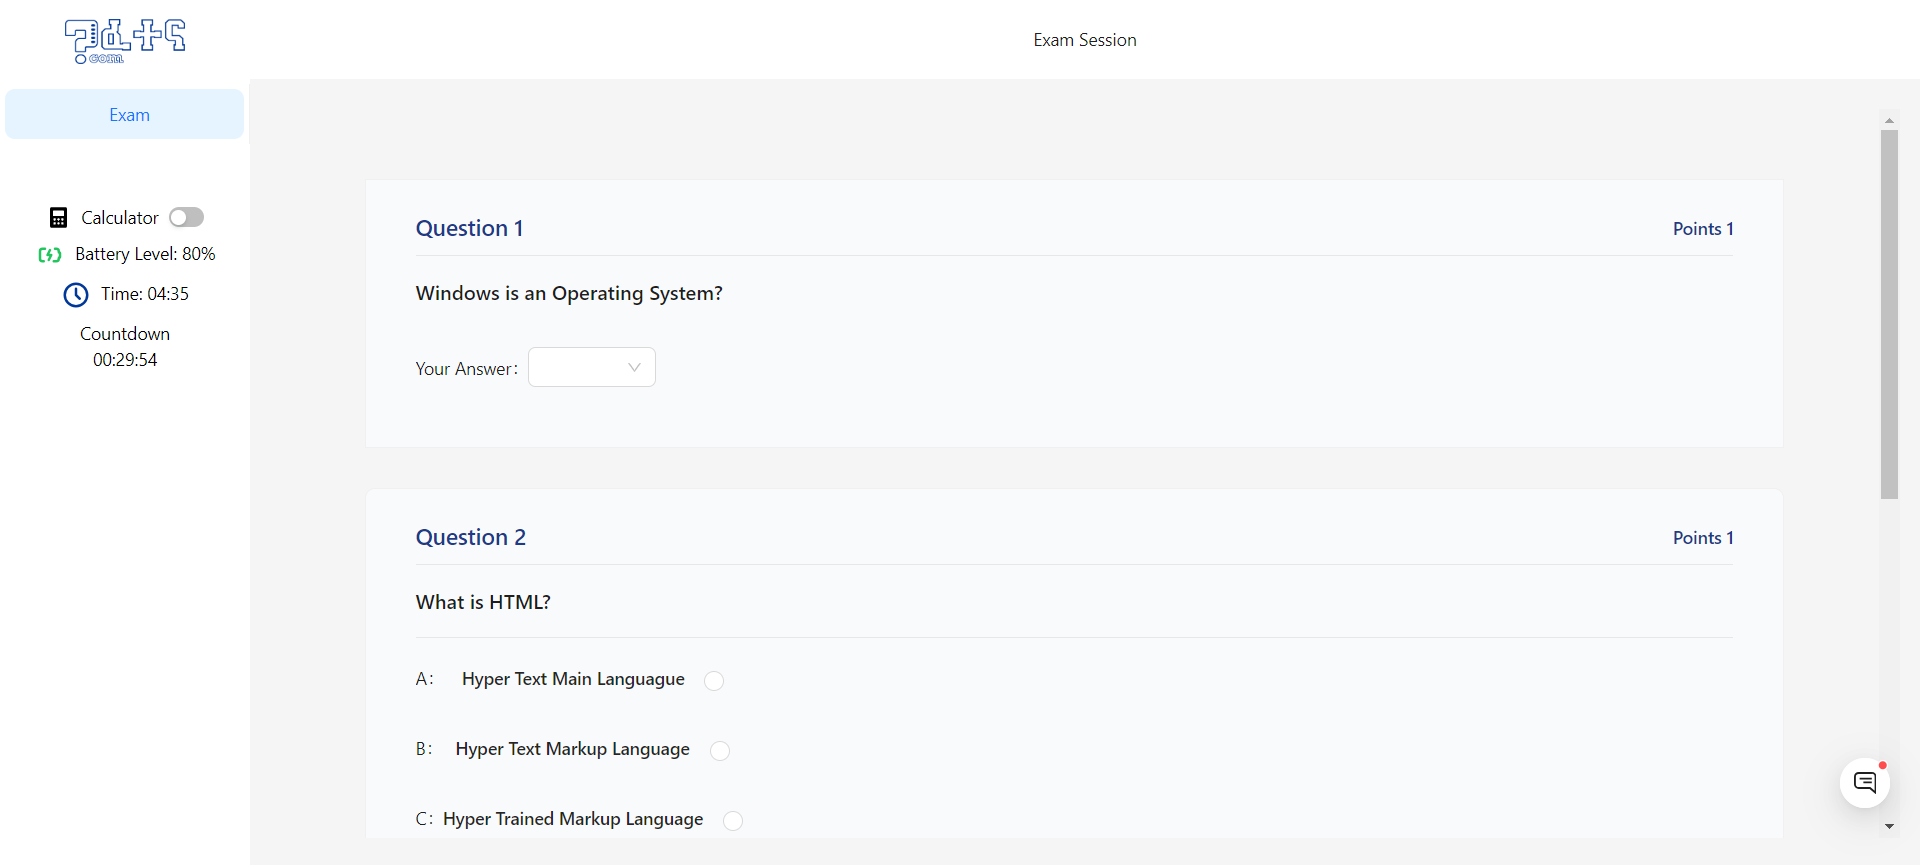 com
Exam Session
Exam
Calculator
Battery Level: 80%
Time: 04:35
Countdown
00:29:54
Question 1
Points 1
Windows is an Operating System?
Your Answer:
Question 2
Points 1
What is HTML?
A: Hyper Text Main Languague
B: Hyper Text Markup Language
C: Hyper Trained Markup Language